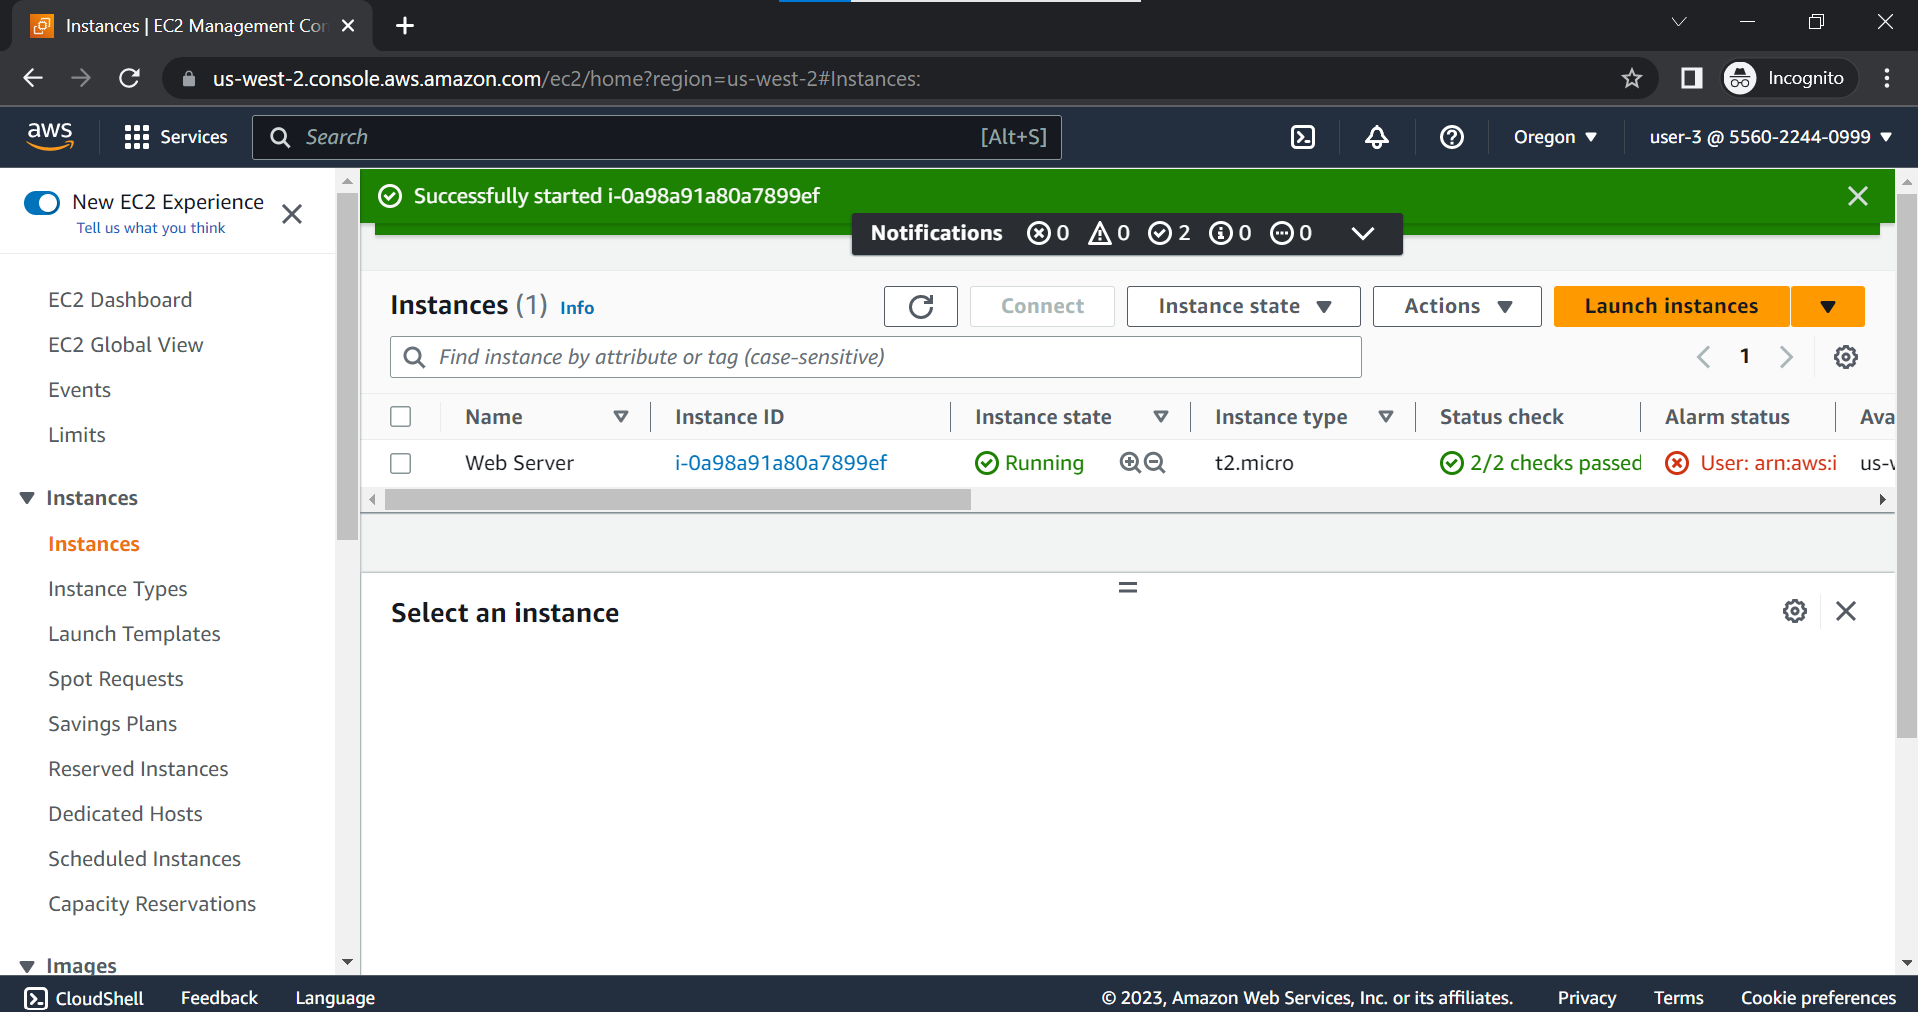 Instances | EC2 Management Con
us-west-2.console.aws.amazon.com/ec2/home?region=us-west-2#Instances:
Incognito
aws
Services
Search
[Alt+S]
Oregon
user-3 @ 5560-2244-0999
New EC2 Experience
Tell us what you think
EC2 Dashboard
EC2 Global View
Events
Limits
Instances
Instances
Instance Types
Launch Templates
Spot Requests
Savings Plans
Reserved Instances
Dedicated Hosts
Scheduled Instances
Capacity Reservations
Images
Successfully started i-0a98a91a80a7899ef
Notifications 0 0 2 0 0
Instances (1) Info
Connect
Instance state
Actions
Launch instances
Find instance by attribute or tag (case-sensitive)
1
Name Instance ID Instance state Instance type Status check Alarm status Ava
Web Server i-0a98a91a80a7899ef Running t2.micro 2/2 checks passed User: arn:aws:i us-w
Select an instance
CloudShell Feedback Language © 2023, Amazon Web Services, Inc. or its affiliates. Privacy Terms Cookie preferences